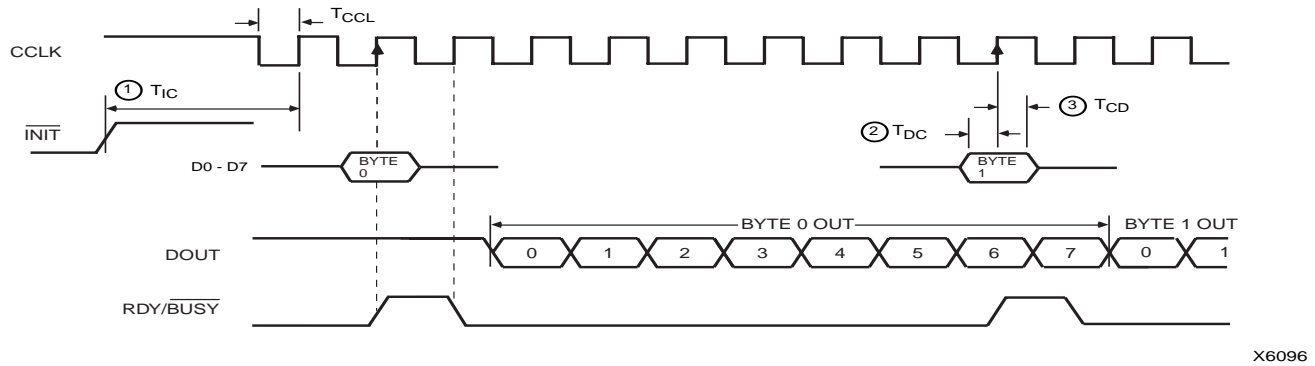 TCCL
CCLK
1 TIC
3 TCD
INIT
2 TDC
D0 - D7
BYTE
0
BYTE
1
BYTE 0 OUT
BYTE 1 OUT
DOUT
0 1 2 3 4 5 6 7 0 1
RDY/BUSY
X6096